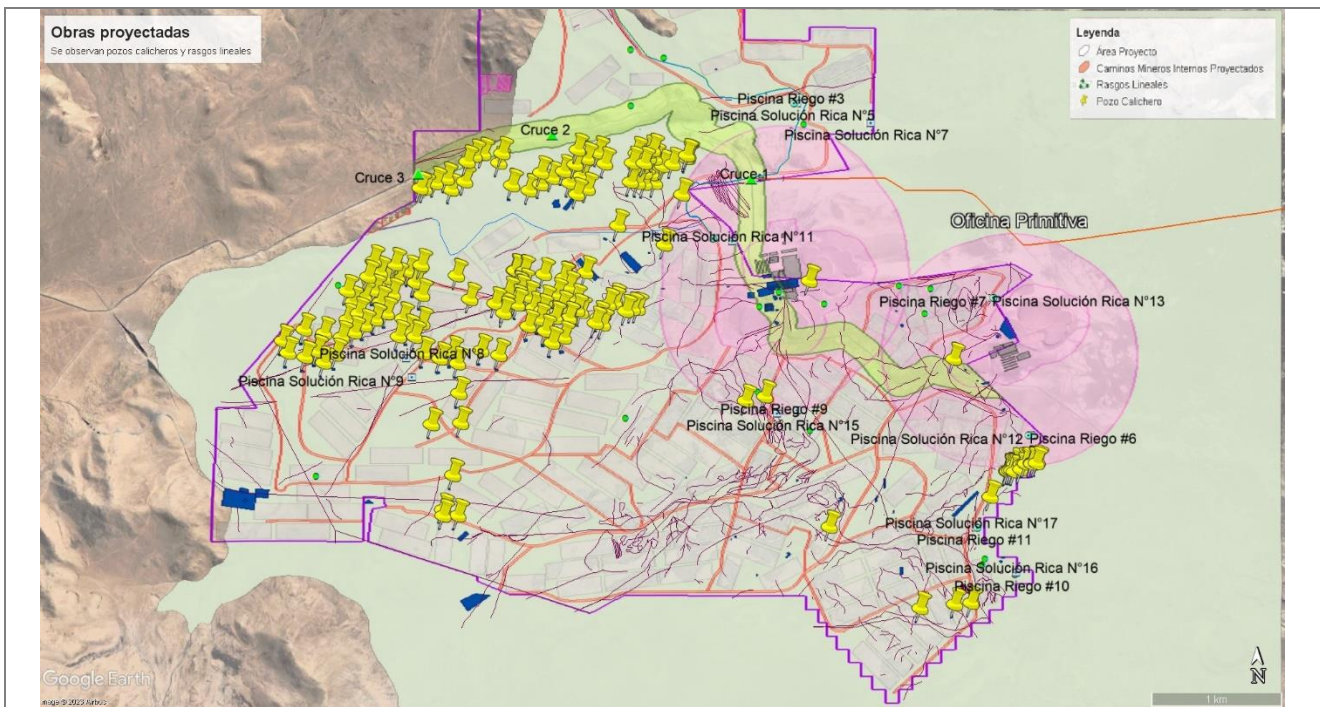 Obras proyectadas
Se observan pozos calicheros y rasgos lineales
Leyenda
Área Proyecto
Caminos Mineros Internos Proyectados
Rasgos Lineales
Pozo Calichero
Piscina Riego #3
Piscina Solución Rica N°5
Cruce 2
Piscina Solución Rica N°7
Cruce 3
Cruce 1
Oficina Primitiva
Piscina Solución Rica N°11
Piscina Riego #7
Piscina Solución Rica N°13
Piscina Solución Rica N°8
Piscina Solución Rica N°9
Piscina Riego #9
Piscina Solución Rica N°15
Piscina Solución Rica N°12
Piscina Riego #6
Piscina Solución Rica N°17
Piscina Riego #11
Piscina Solución Rica N°16
Piscina Riego #10
Google Earth
Image © 2023 Airbus
N
1 km